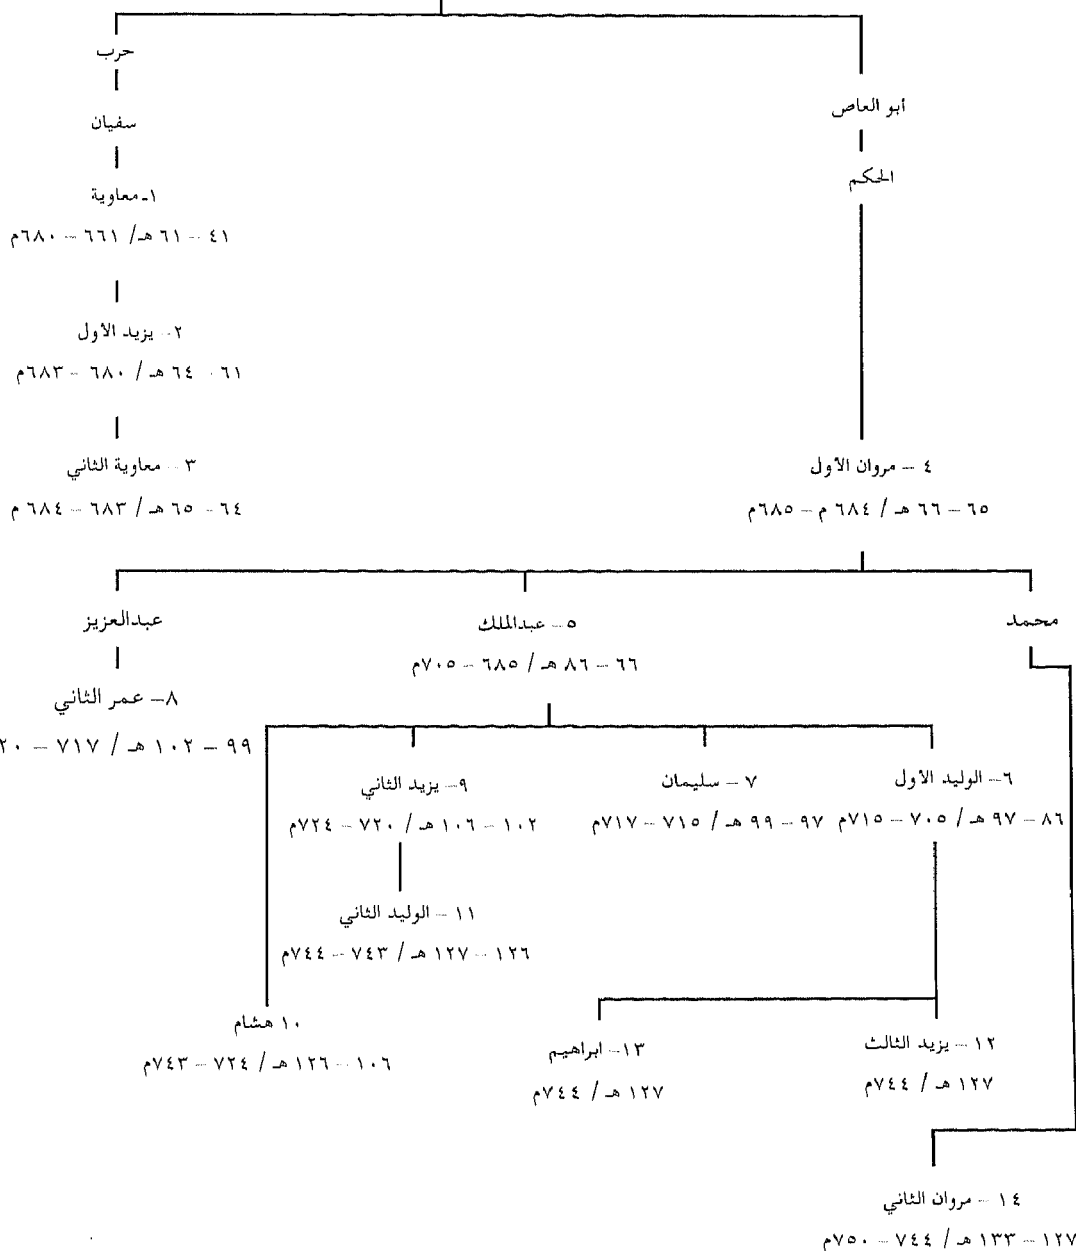 حرب
أبو العاص
سفيان
الحكم
١ـ معاوية
٤١ – ٦١ هـ/ ٦٦١ – ٦٨٠م
٢– يزيد الأول
٦١ – ٦٤ هـ / ٦٨٠ – ٦٨٣م
٣ – معاوية الثاني
٦٤ – ٦٥ هـ/ ٦٨٣ – ٦٨٤ م
٤ – مروان الأول
٦٥ – ٦٦ هـ / ٦٨٤ م – ٦٨٥م
محمد
٥ – عبدالملك
٦٦ – ٨٦ هـ / ٦٨٥ – ٧٠٥م
عبدالعزيز
٨– عمر الثاني
٩٩ – ١٠٢ هـ / ٧١٧ – ٢٠
٦– الوليد الأول
٨٦ – ٩٧ هـ / ٧٠٥ – ٧١٥م
٧ – سليمان
٩٧ – ٩٩ هـ / ٧١٥ – ٧١٧م
٩– يزيد الثاني
١٠٢ – ١٠٦ هـ / ٧٢٠ – ٧٢٤م
١١ – الوليد الثاني
١٢٦ – ١٢٧ هـ / ٧٤٣ – ٧٤٤م
١٠ هشام
١٠٦ – ١٢٦ هـ / ٧٢٤ – ٧٤٣م
١٢ – يزيد الثالث
١٢٧ هـ / ٧٤٤م
١٣– ابراهيم
١٢٧ هـ / ٧٤٤م
١٤ – مروان الثاني
١٢٧ – ١٣٣ هـ / ٧٤٤ – ٧٥٠م